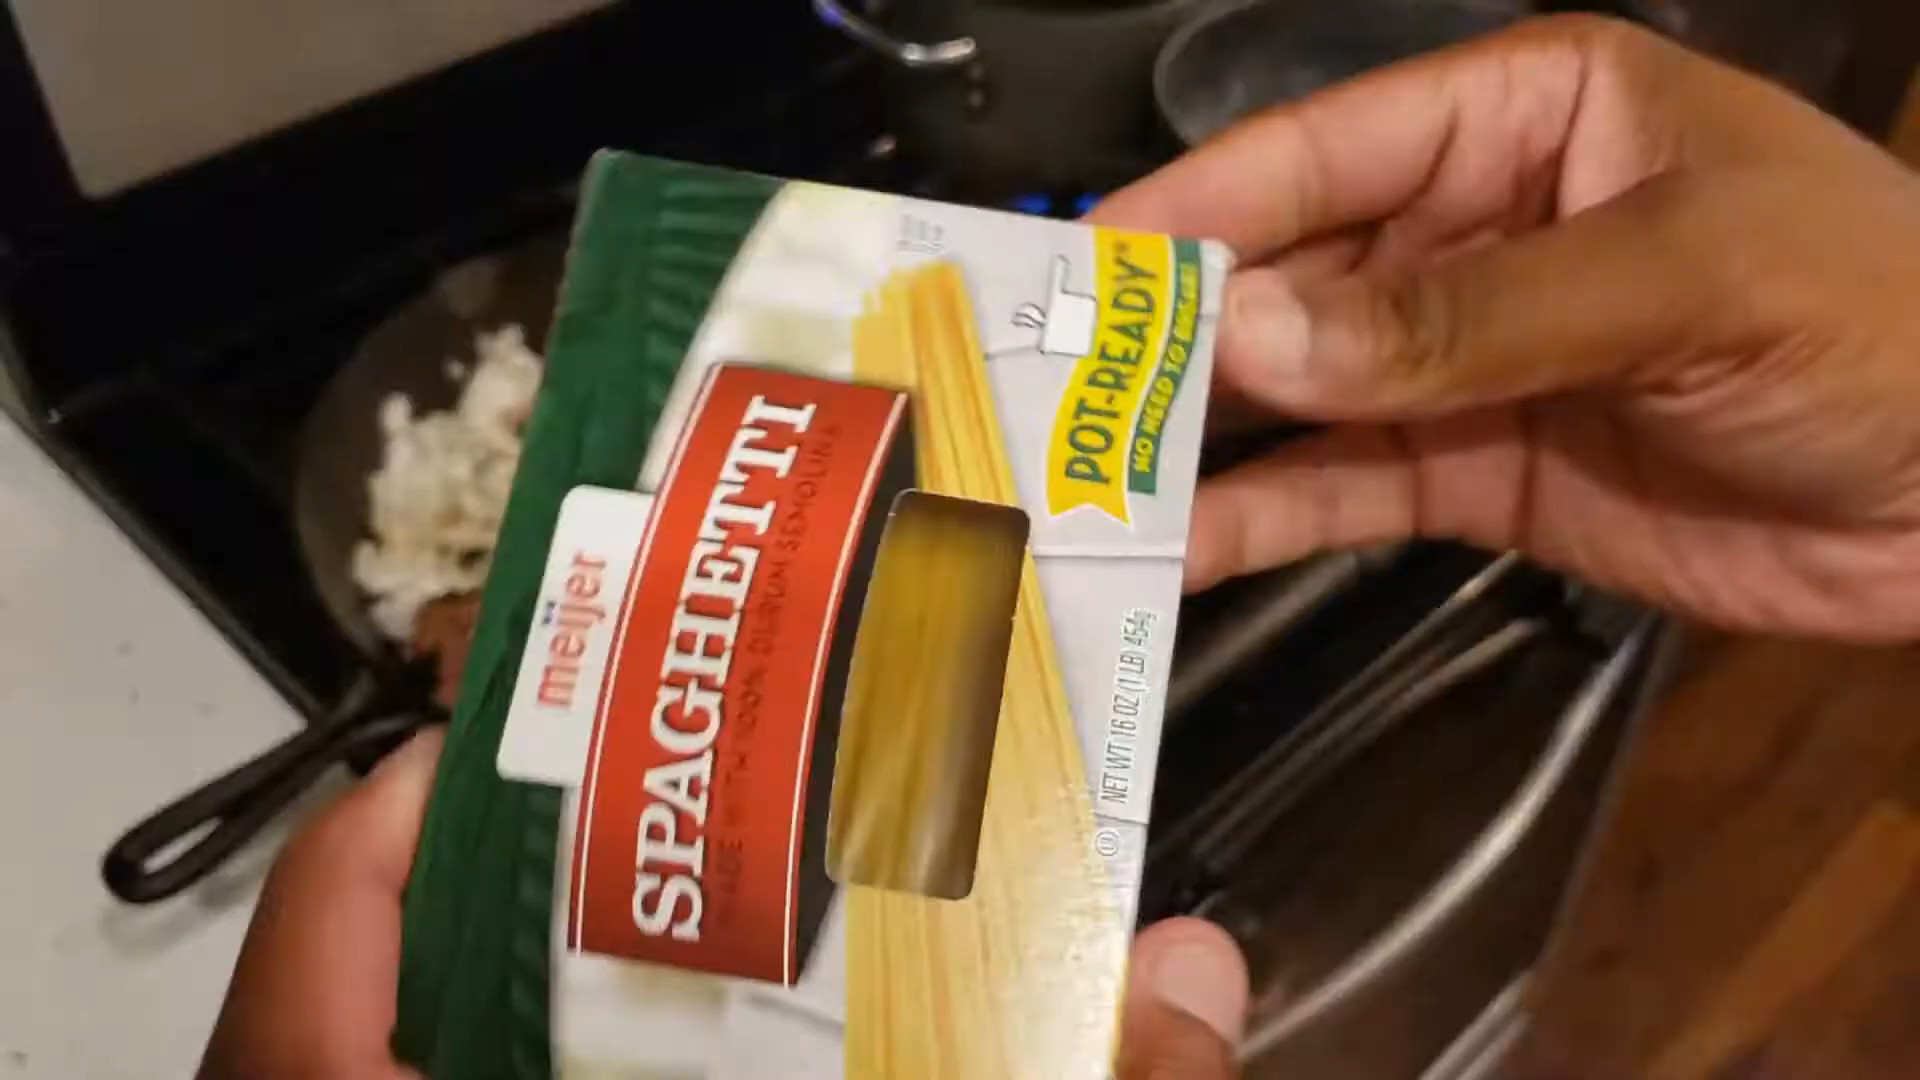 meijer
SPAGHETTI
MADE WITH 100% DURUM SEMOLINA
POT-READY
NO NEED TO BREAK!
NET WT 16 OZ (1 LB) 454g
U